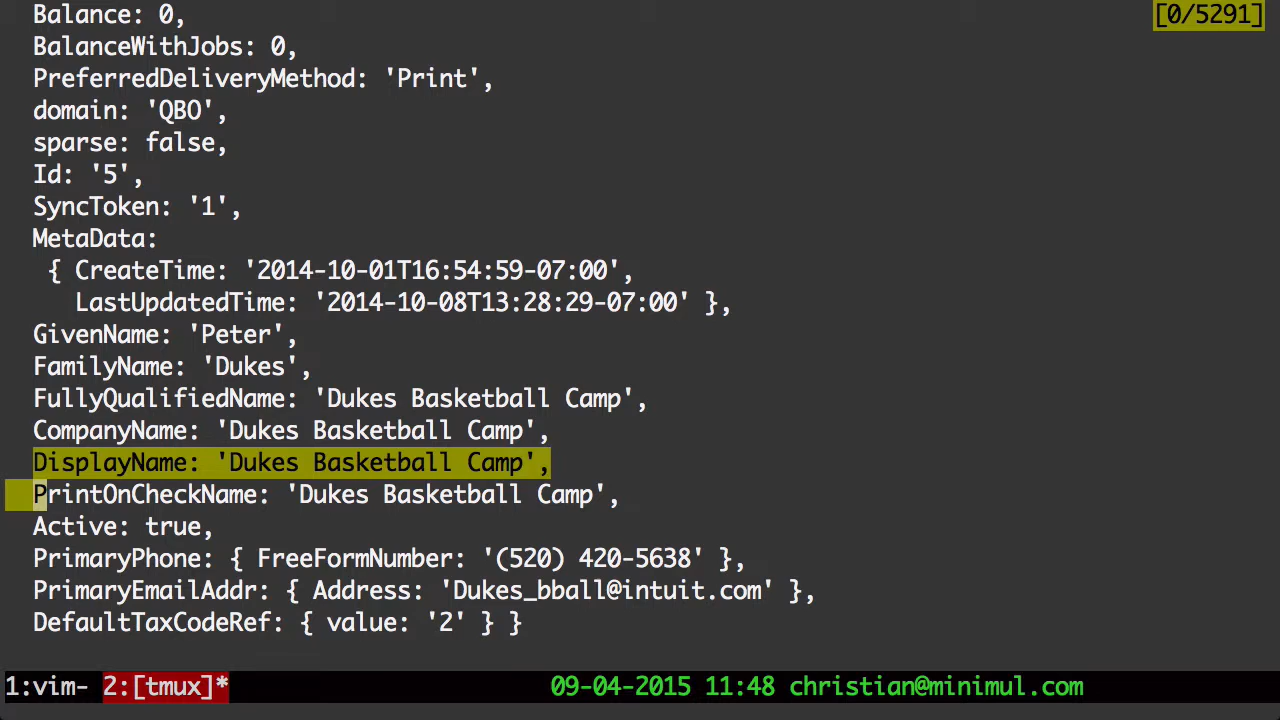 Balance: 0, [0/5291]
BalanceWithJobs: 0,
PreferredDeliveryMethod: 'Print',
domain: 'QBO',
sparse: false,
Id: '5',
SyncToken: '1',
MetaData:
{ CreateTime: '2014-10-01T16:54:59-07:00',
LastUpdatedTime: '2014-10-08T13:28:29-07:00' },
GivenName: 'Peter',
FamilyName: 'Dukes',
FullyQualifiedName: 'Dukes Basketball Camp',
CompanyName: 'Dukes Basketball Camp',
DisplayName: 'Dukes Basketball Camp',
PrintOnCheckName: 'Dukes Basketball Camp',
Active: true,
PrimaryPhone: { FreeFormNumber: '(520) 420-5638' },
PrimaryEmailAddr: { Address: 'Dukes_bball@intuit.com' },
DefaultTaxCodeRef: { value: '2' } }
1:vim- 2:[tmux]* 09-04-2015 11:48 christian@minimul.com